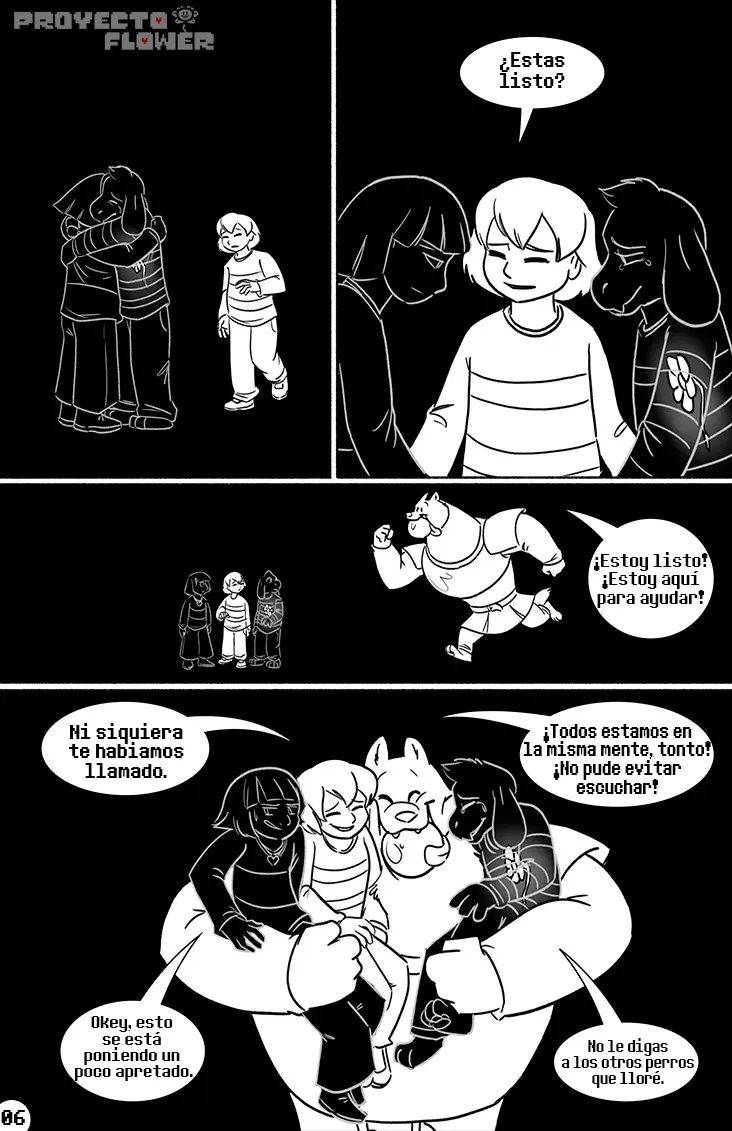 PROYECTO
FLOWER
¿Estas
listo?
¡Estoy listo!
¡Estoy aquí
para ayudar!
Ni siquiera
te habiamos
llamado.
¡Todos estamos en
la misma mente, tonto!
¡No pude evitar
escuchar!
Okey, esto
se está
poniendo un
poco apretado.
No le digas
a los otros perros
que lloré.
06